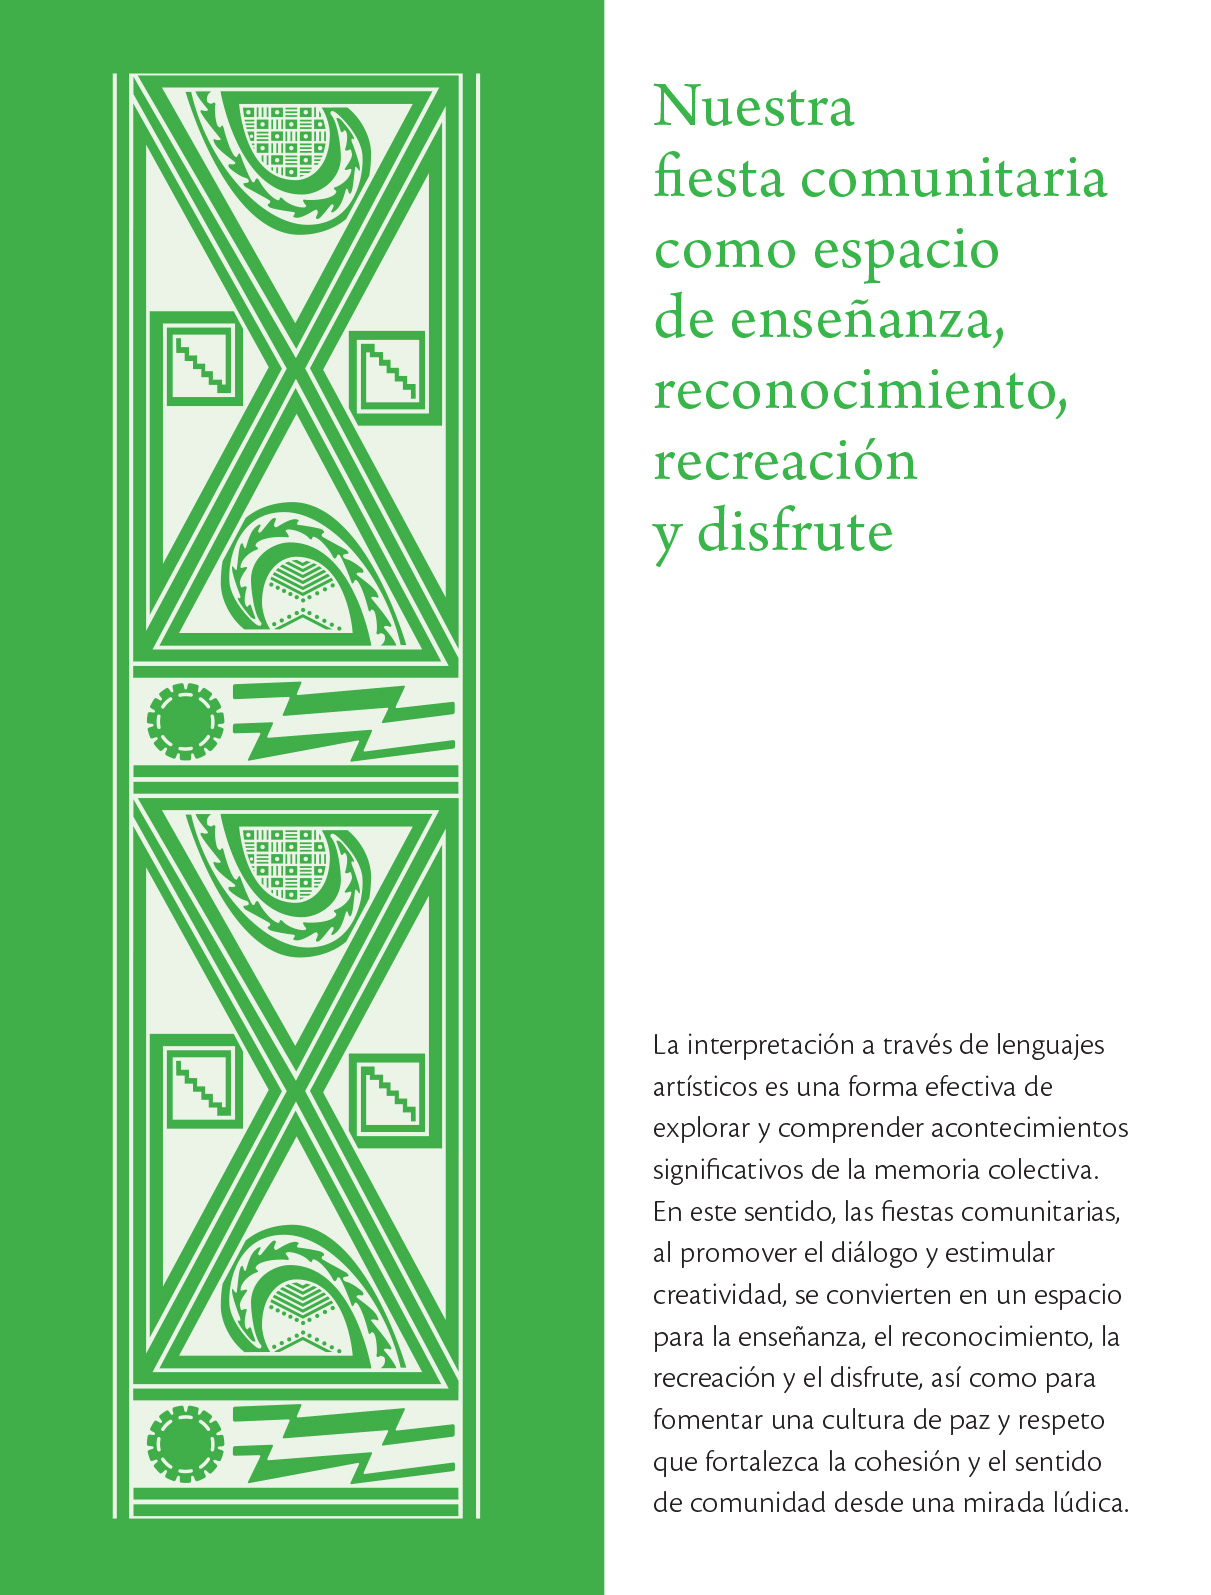 Nuestra
fiesta comunitaria
como espacio
de enseñanza,
reconocimiento,
recreación
y disfrute
La interpretación a través de lenguajes
artísticos es una forma efectiva de
explorar y comprender acontecimientos
significativos de la memoria colectiva.
En este sentido, las fiestas comunitarias,
al promover el diálogo y estimular
creatividad, se convierten en un espacio
para la enseñanza, el reconocimiento, la
recreación y el disfrute, así como para
fomentar una cultura de paz y respeto
que fortalezca la cohesión y el sentido
de comunidad desde una mirada lúdica.